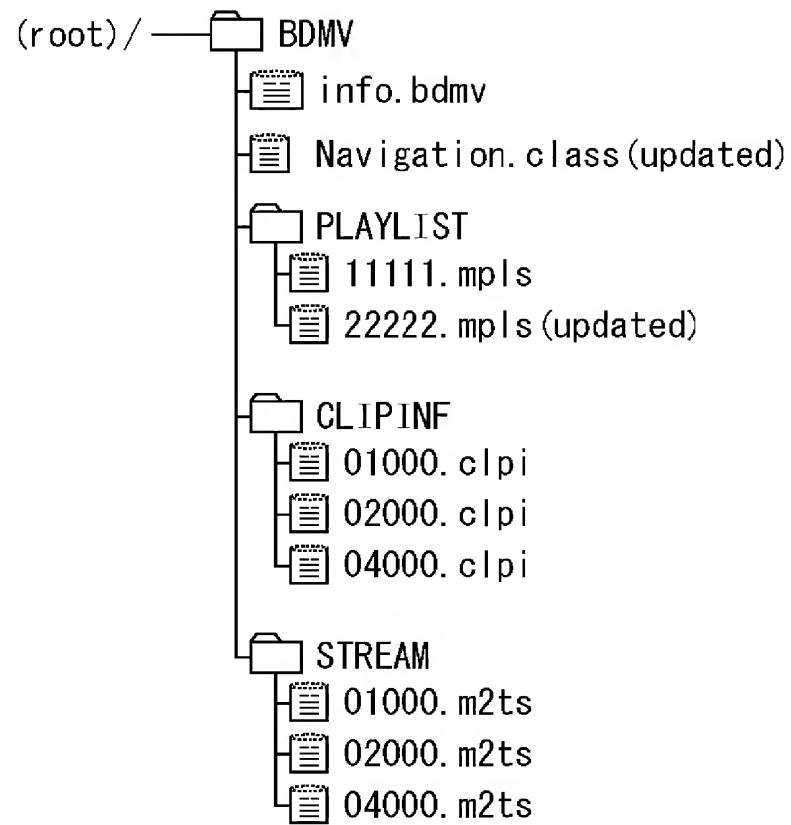 (root)/ BDMV
info.bdmv
Navigation.class(updated)
PLAYLIST
11111.mpls
22222.mpls(updated)
CLIPINF
01000.clpi
02000.clpi
04000.clpi
STREAM
01000.m2ts
02000.m2ts
04000.m2ts